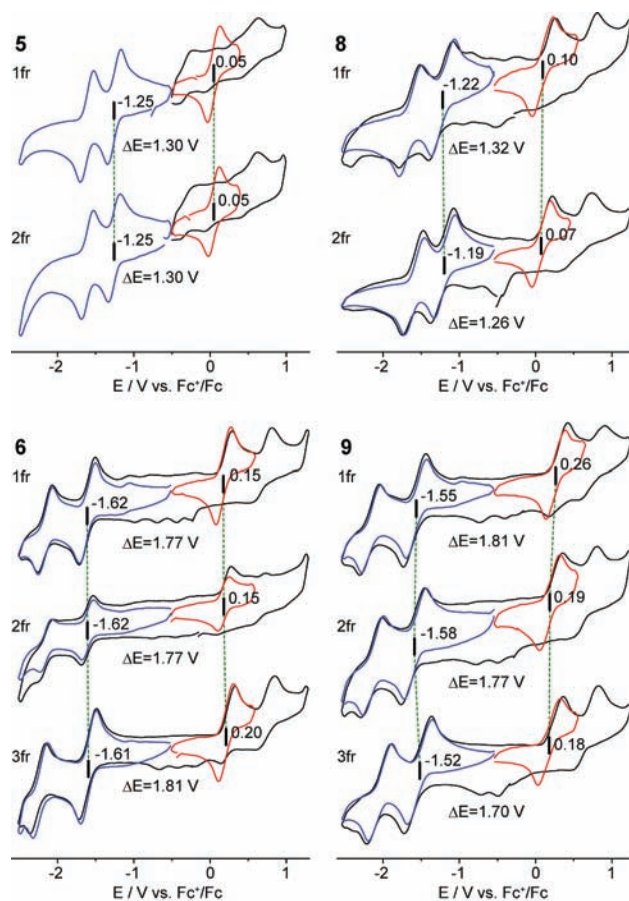 5
1fr
0.05
-1.25
ΔE=1.30 V
2fr
0.05
-1.25
ΔE=1.30 V
-2 -1 0 1
E / V vs. Fc⁺/Fc
8
1fr
0.10
-1.22
ΔE=1.32 V
2fr
0.07
-1.19
ΔE=1.26 V
-2 -1 0 1
E / V vs. Fc⁺/Fc
6
1fr
0.15
-1.62
ΔE=1.77 V
2fr
0.15
-1.62
ΔE=1.77 V
3fr
0.20
-1.61
ΔE=1.81 V
-2 -1 0 1
E / V vs. Fc⁺/Fc
9
1fr
0.26
-1.55
ΔE=1.81 V
2fr
0.19
-1.58
ΔE=1.77 V
3fr
0.18
-1.52
ΔE=1.70 V
-2 -1 0 1
E / V vs. Fc⁺/Fc